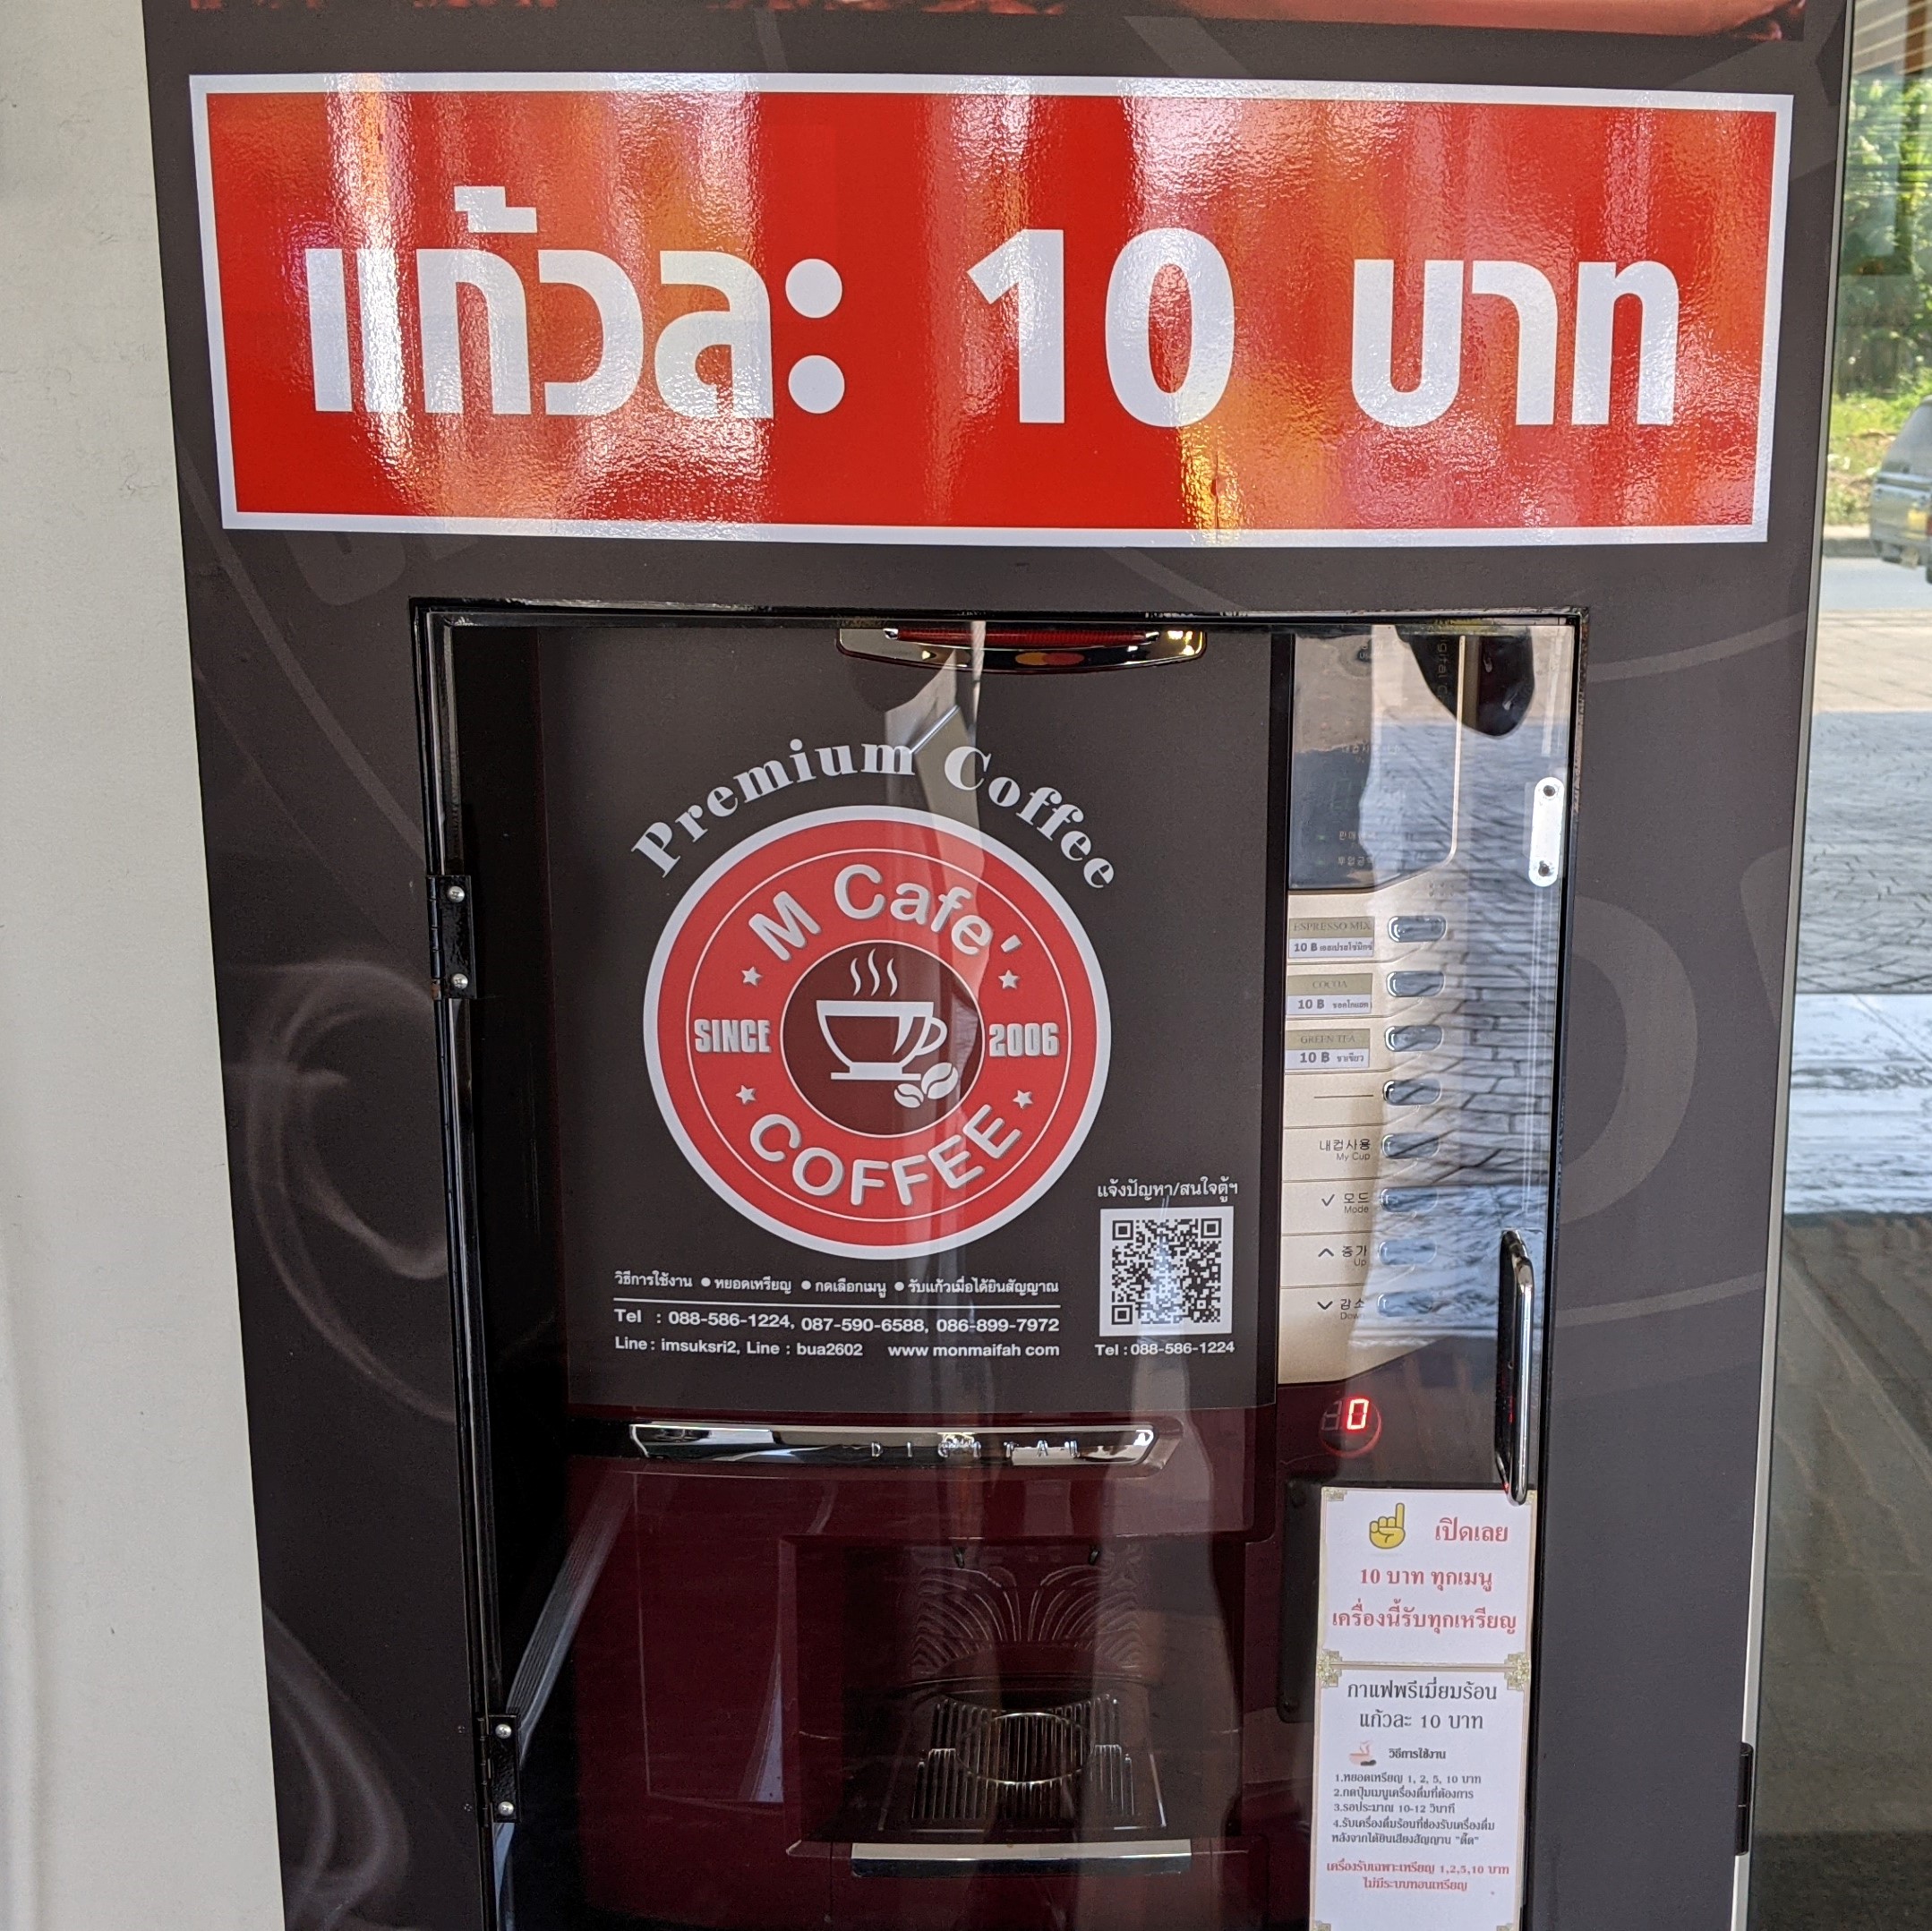 แก้วละ 10 บาท
Premium Coffee
M Cafe'
SINCE 2006
COFFEE
แจ้งปัญหา/สนใจตู้ฯ
วิธีการใช้งาน ● หยอดเหรียญ ● กดเลือกเมนู ● รับแก้วเมื่อได้ยินสัญญาณ
Tel : 088-586-1224, 087-590-6588, 086-899-7972
Line : imsuksri2, Line : bua2602 www monmaifah com
Tel : 088-586-1224
ESPRESSO MIX
10 B เอสเปรสโซ่มิกซ์
COCOA
10 B ชอคโกแลท
GREEN TEA
10 B ชาเขียว
내컵사용
My Cup
모드
Mode
증가
Up
감소
Down
0
DIGITAL
เปิดเลย
10 บาท ทุกเมนู
เครื่องนี้รับทุกเหรียญ
กาแฟพรีเมี่ยมร้อน
แก้วละ 10 บาท
วิธีการใช้งาน
1.หยอดเหรียญ 1, 2, 5, 10 บาท
2.กดปุ่มเมนูเครื่องดื่มที่ต้องการ
3.รอประมาณ 10-12 วินาที
4.รับเครื่องดื่มร้อนที่ช่องรับเครื่องดื่ม
หลังจากได้ยินเสียงสัญญาน "ติ๊ด"
เครื่องรับเฉพาะเหรียญ 1,2,5,10 บาท
ไม่มีระบบทอนเหรียญ